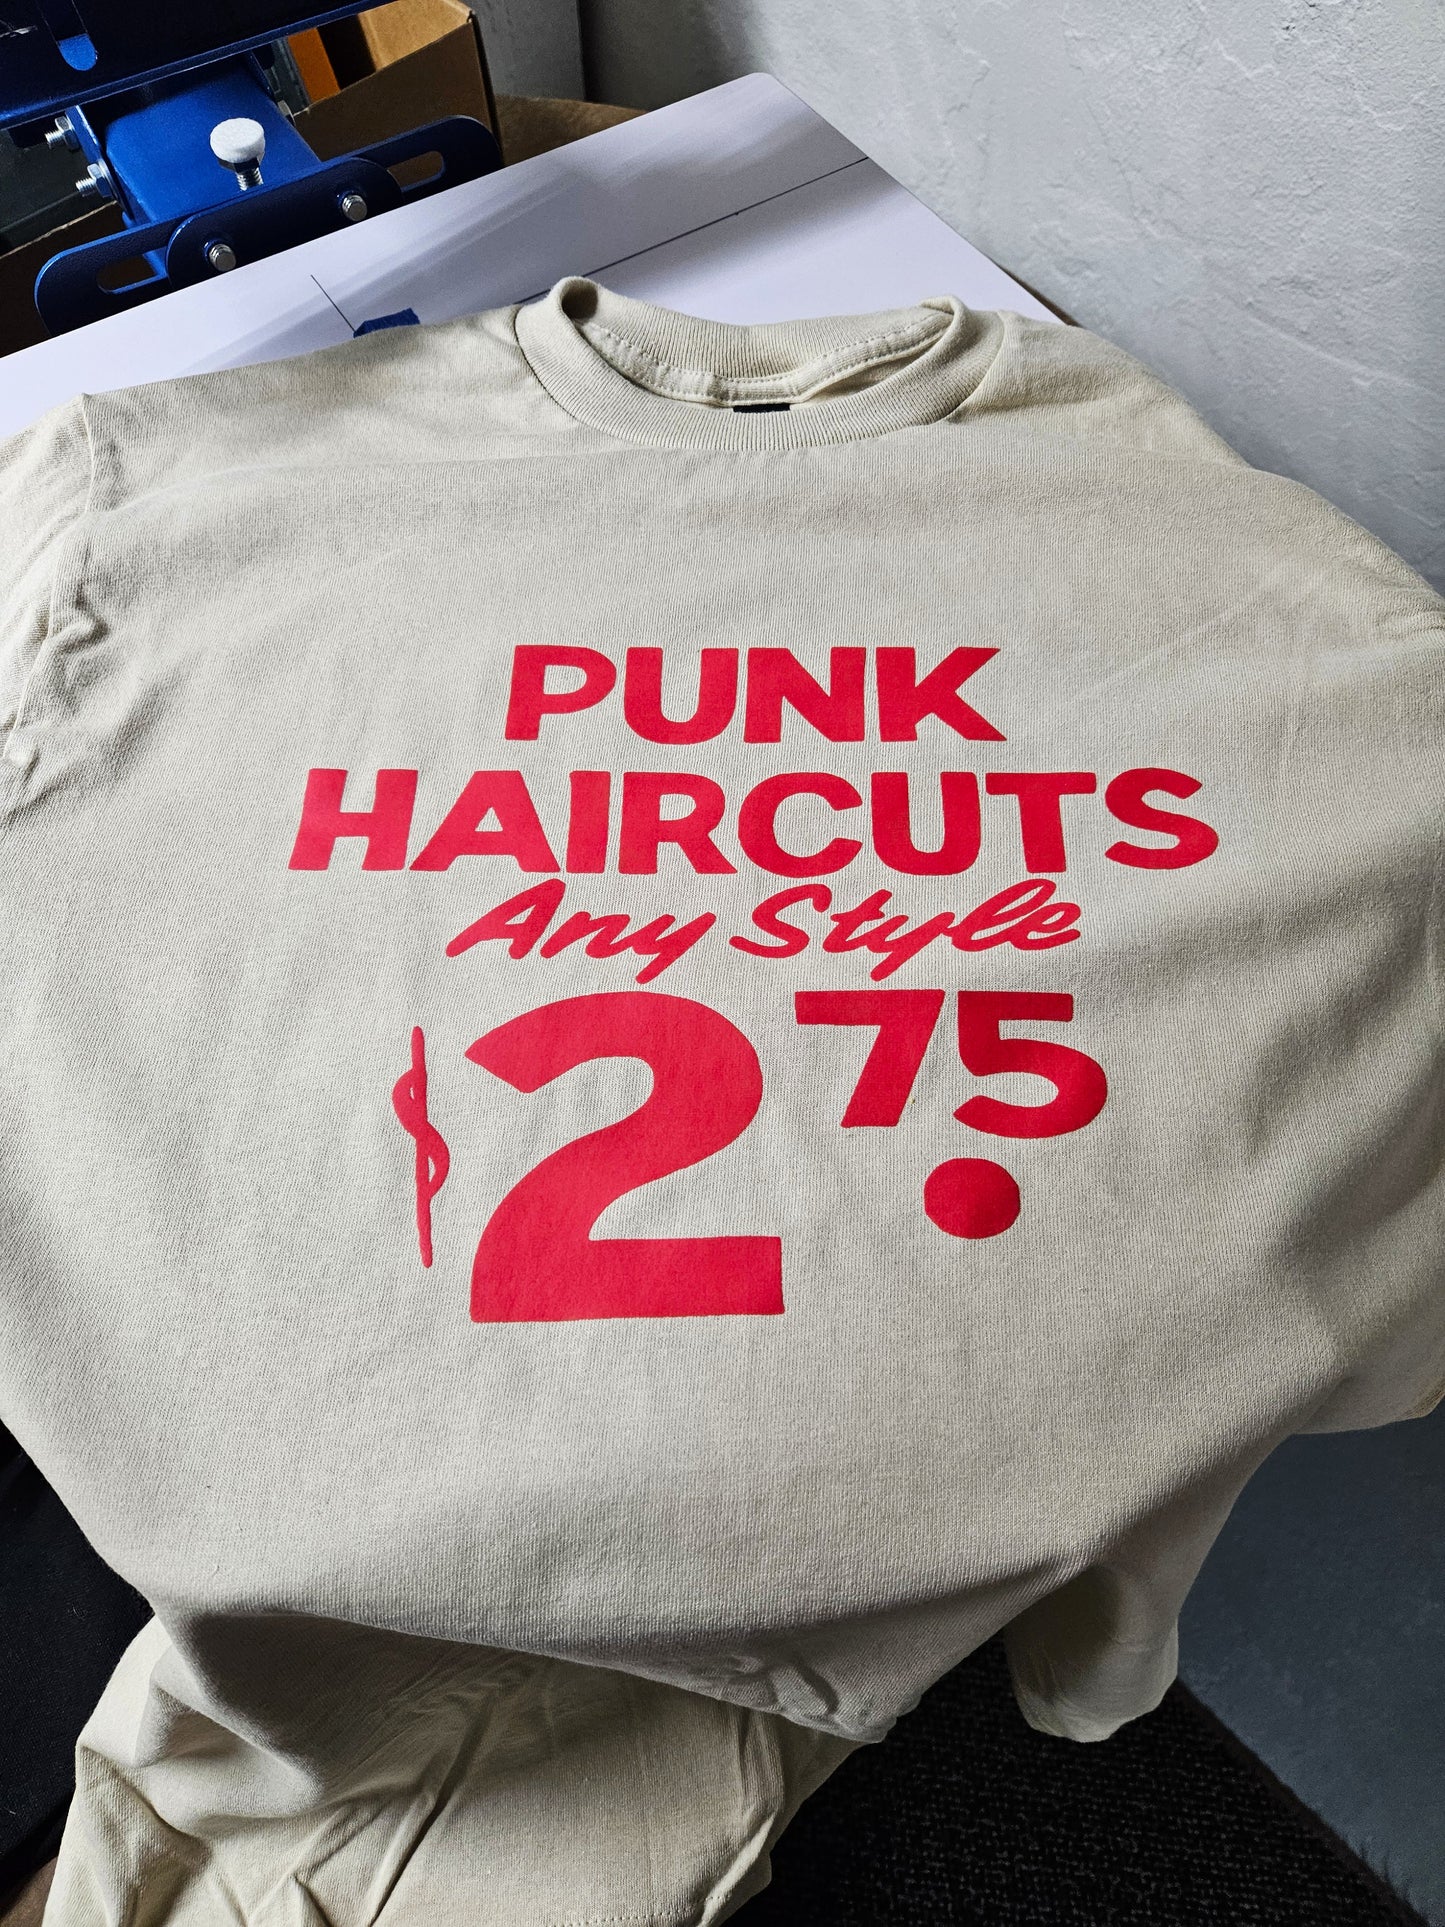 PUNK
HAIRCUTS
Any Style
$2.75